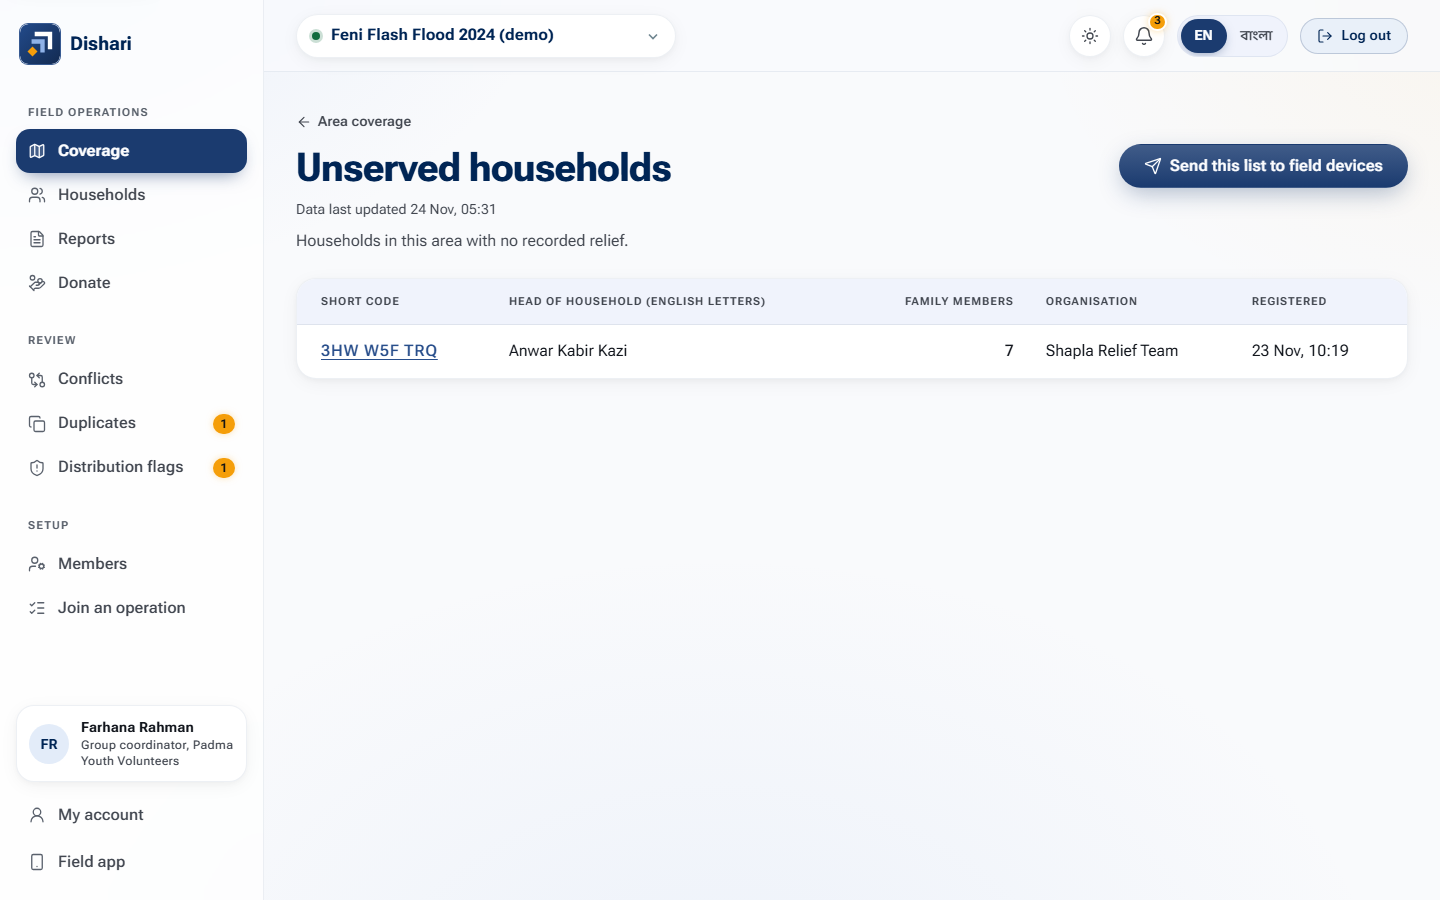 Dishari
Feni Flash Flood 2024 (demo)
3
EN
বাংলা
Log out
FIELD OPERATIONS
Coverage
Households
Reports
Donate
REVIEW
Conflicts
Duplicates 1
Distribution flags 1
SETUP
Members
Join an operation
FR
Farhana Rahman
Group coordinator, Padma
Youth Volunteers
My account
Field app
Area coverage
Unserved households
Send this list to field devices
Data last updated 24 Nov, 05:31
Households in this area with no recorded relief.
SHORT CODE HEAD OF HOUSEHOLD (ENGLISH LETTERS) FAMILY MEMBERS ORGANISATION REGISTERED
3HW W5F TRQ Anwar Kabir Kazi 7 Shapla Relief Team 23 Nov, 10:19